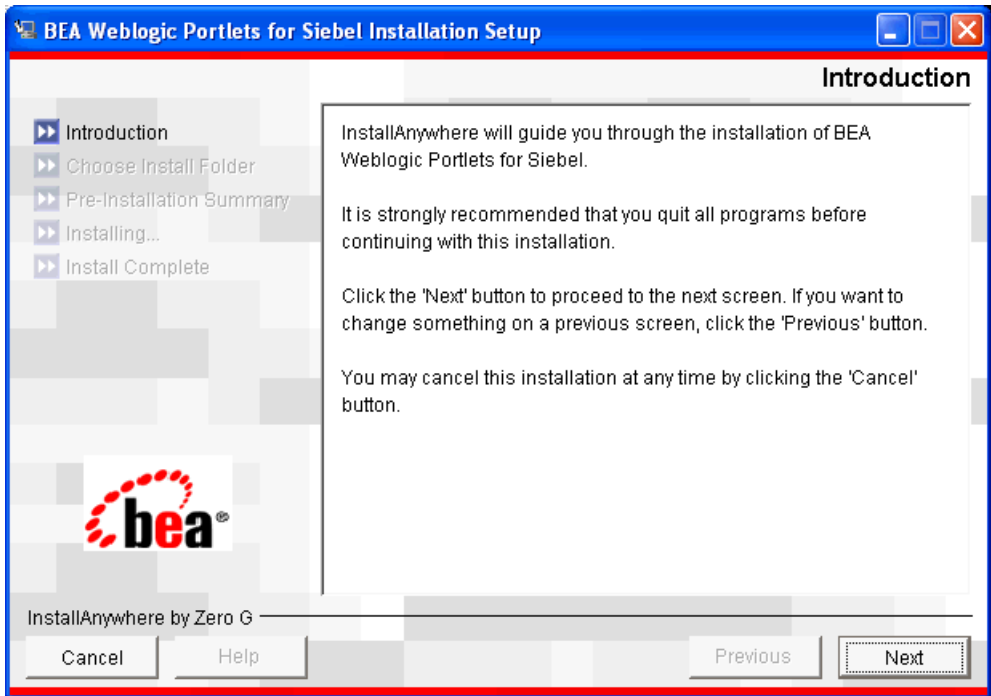 BEA Weblogic Portlets for Siebel Installation Setup
Introduction
Introduction
Choose Install Folder
Pre-Installation Summary
Installing...
Install Complete
InstallAnywhere will guide you through the installation of BEA
Weblogic Portlets for Siebel.
It is strongly recommended that you quit all programs before
continuing with this installation.
Click the 'Next' button to proceed to the next screen. If you want to
change something on a previous screen, click the 'Previous' button.
You may cancel this installation at any time by clicking the 'Cancel'
button.
bea®
InstallAnywhere by Zero G
Cancel
Help
Previous
Next